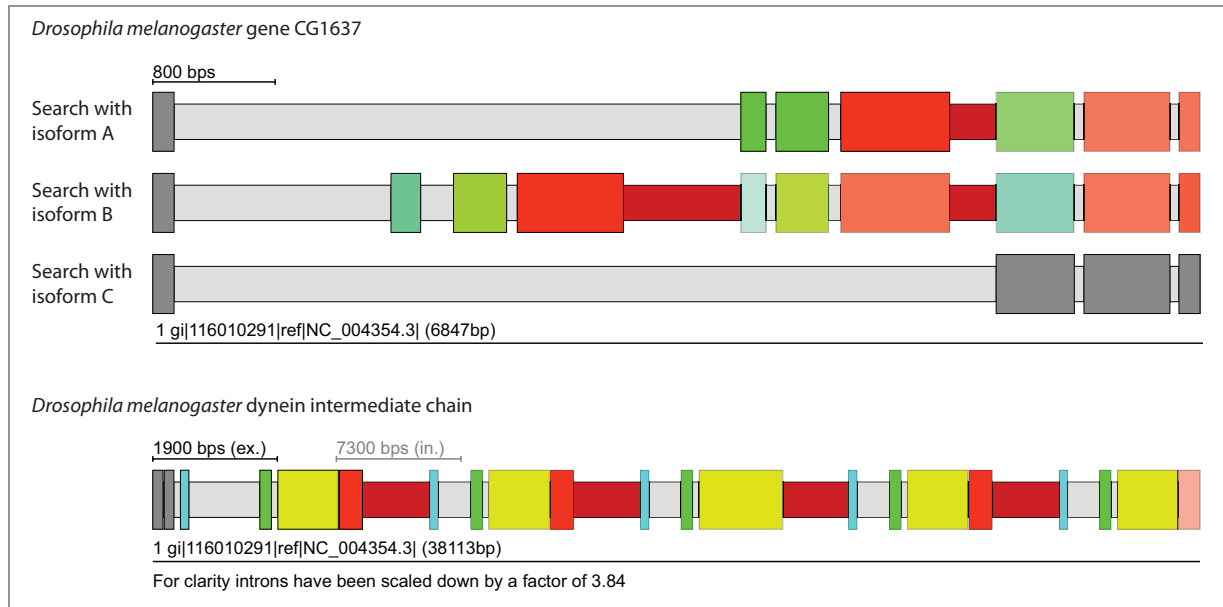 Drosophila melanogaster gene CG1637
800 bps
Search with
isoform A
Search with
isoform B
Search with
isoform C
1 gi|116010291|ref|NC_004354.3| (6847bp)
Drosophila melanogaster dynein intermediate chain
1900 bps (ex.) 7300 bps (in.)
1 gi|116010291|ref|NC_004354.3| (38113bp)
For clarity introns have been scaled down by a factor of 3.84